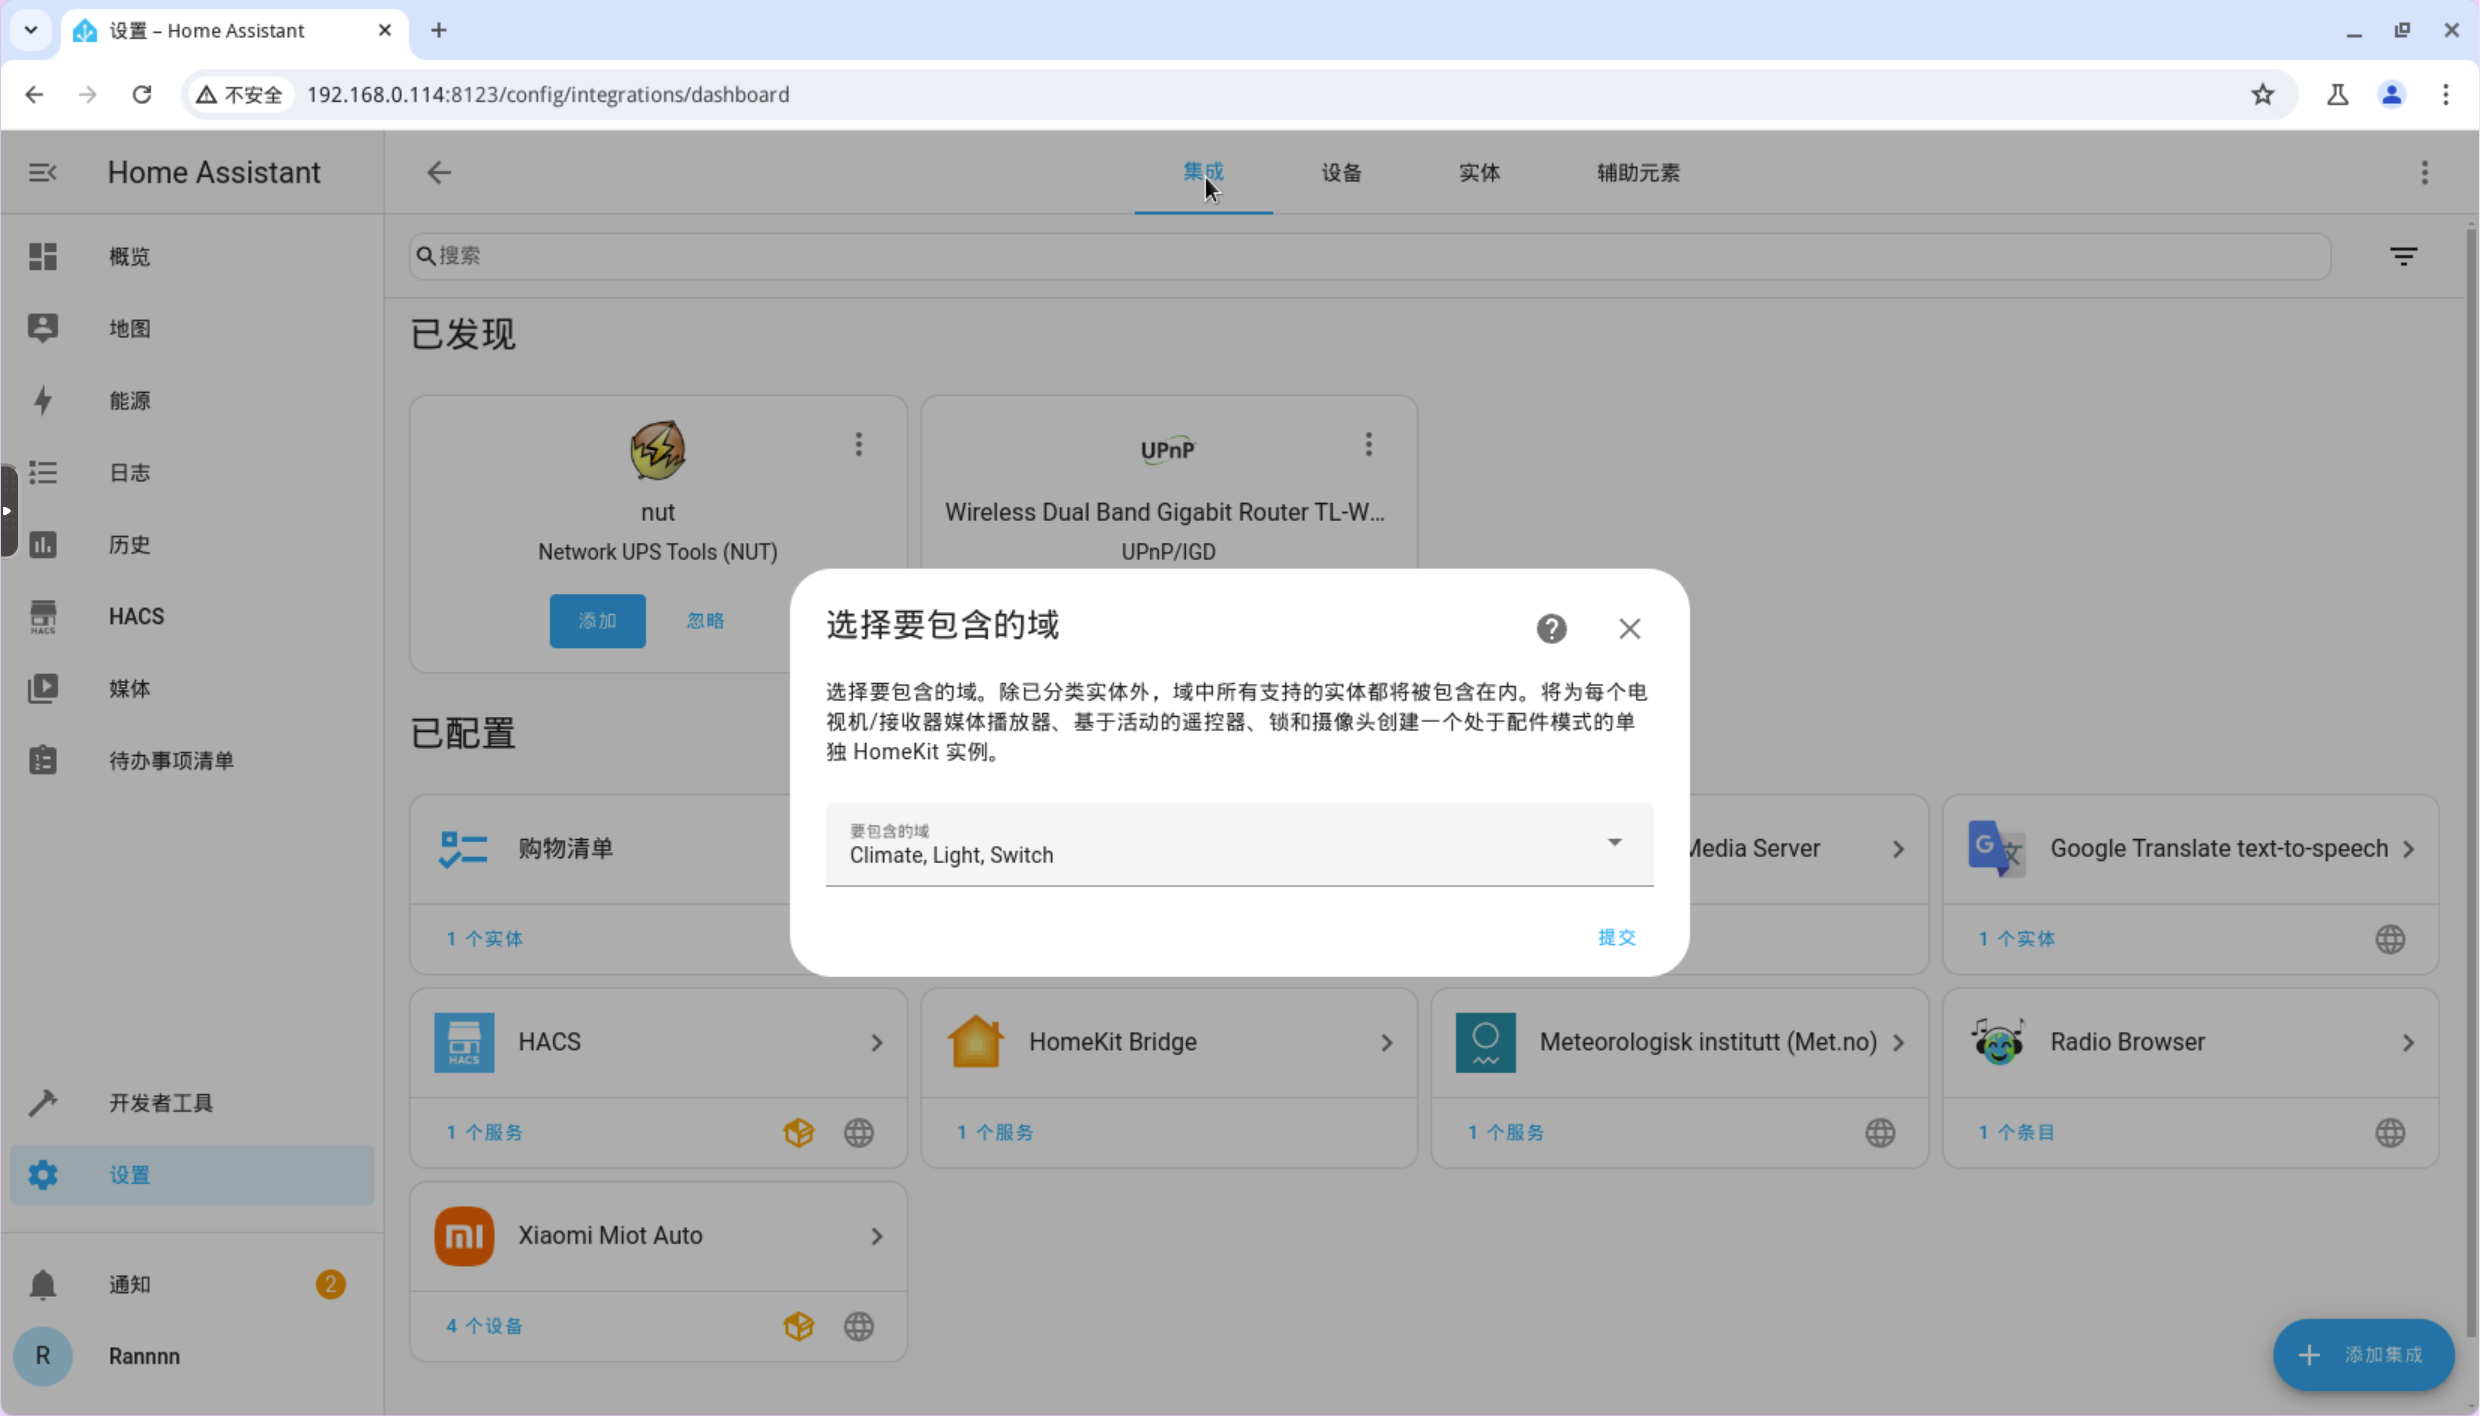 设置 – Home Assistant
不安全
192.168.0.114:8123/config/integrations/dashboard
Home Assistant
集成
设备
实体
辅助元素
概览
地图
能源
日志
历史
HACS
HACS
媒体
待办事项清单
开发者工具
设置
通知
2
R
Rannnn
搜索
已发现
nut
Network UPS Tools (NUT)
添加
忽略
UPnP
Wireless Dual Band Gigabit Router TL-W...
UPnP/IGD
选择要包含的域
选择要包含的域。除已分类实体外，域中所有支持的实体都将被包含在内。将为每个电
视机/接收器媒体播放器、基于活动的遥控器、锁和摄像头创建一个处于配件模式的单
独 HomeKit 实例。
要包含的域
Climate, Light, Switch
提交
已配置
购物清单
1 个实体
Media Server
G
文
Google Translate text-to-speech
1 个实体
HACS
HACS
1 个服务
HomeKit Bridge
1 个服务
Meteorologisk institutt (Met.no)
1 个服务
Radio Browser
1 个条目
mi
Xiaomi Miot Auto
4 个设备
添加集成